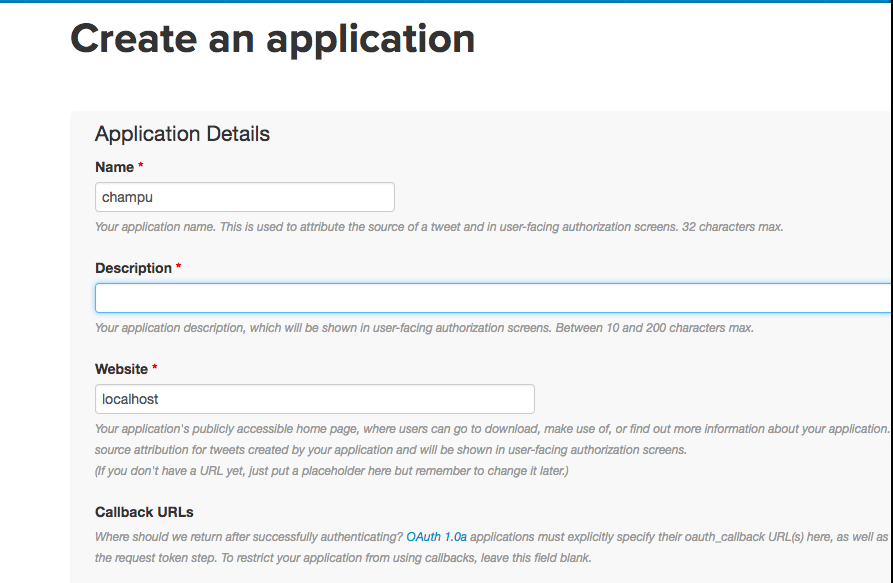 Create an application
Application Details
Name *
champu
Your application name. This is used to attribute the source of a tweet and in user-facing authorization screens. 32 characters max.
Description *
Your application description, which will be shown in user-facing authorization screens. Between 10 and 200 characters max.
Website *
localhost
Your application's publicly accessible home page, where users can go to download, make use of, or find out more information about your application.
source attribution for tweets created by your application and will be shown in user-facing authorization screens.
(If you don't have a URL yet, just put a placeholder here but remember to change it later.)
Callback URLs
Where should we return after successfully authenticating? OAuth 1.0a applications must explicitly specify their oauth_callback URL(s) here, as well as
the request token step. To restrict your application from using callbacks, leave this field blank.